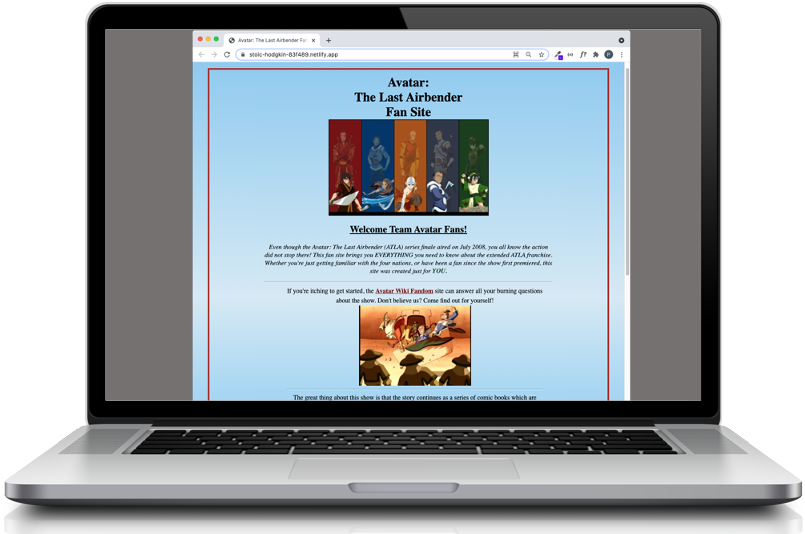 Avatar: The Last Airbender Fan
stoic-hodgkin-83f489.netlify.app
Avatar:
The Last Airbender
Fan Site
Welcome Team Avatar Fans!
Even though the Avatar: The Last Airbender (ATLA) series finale aired on July 2008, you all know the action
did not stop there! This fan site brings you EVERYTHING you need to know about the extended ATLA franchise.
Whether you're just getting familiar with the four nations, or have been a fan since the show first premiered, this
site was created just for YOU.
If you're itching to get started, the Avatar Wiki Fandom site can answer all your burning questions
about the show. Don't believe us? Come find out for yourself!
The great thing about this show is that the story continues as a series of comic books which are